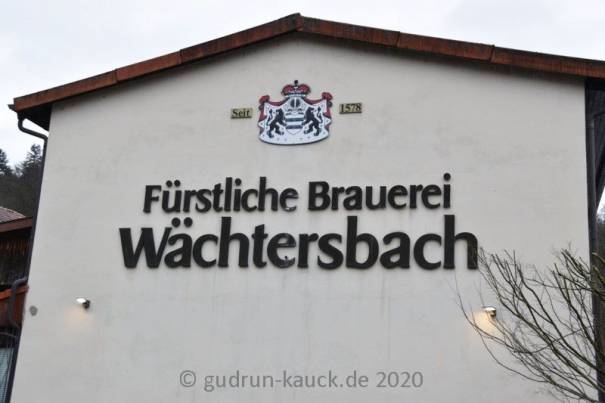 Seit 1578
Fürstliche Brauerei
Wächtersbach
© gudrun-kauck.de 2020